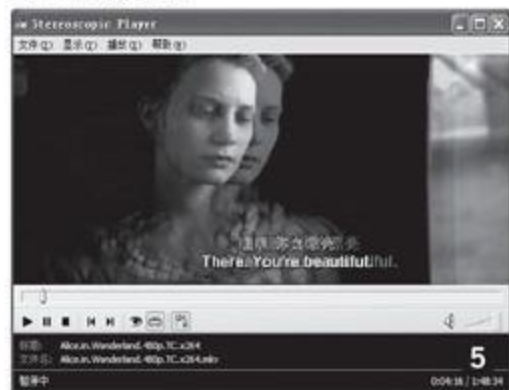 Stereoscopic Player
文件(F) 显示(D) 播放(P) 帮助(H)
There. You're beautiful.
标题: Alice.in.Wonderland.480p.TC.x264
文件名: Alice.in.Wonderland.480p.TC.x264.mkv
5
暂停中
0:04:16 / 1:48:34